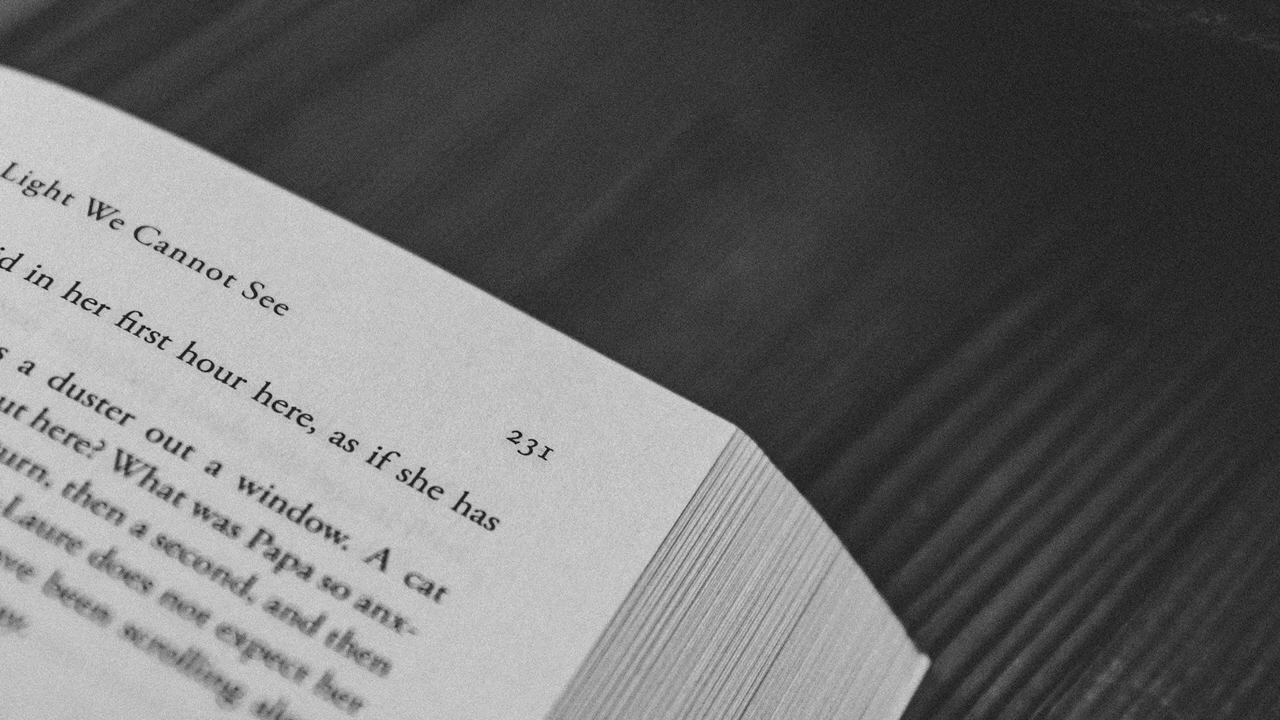 Light We Cannot See
231
id in her first hour here, as if she has
s a duster out a window. A cat
ut here? What was Papa so anx-
urn, then a second, and then
-Laure does not expect her
ve been scrolling